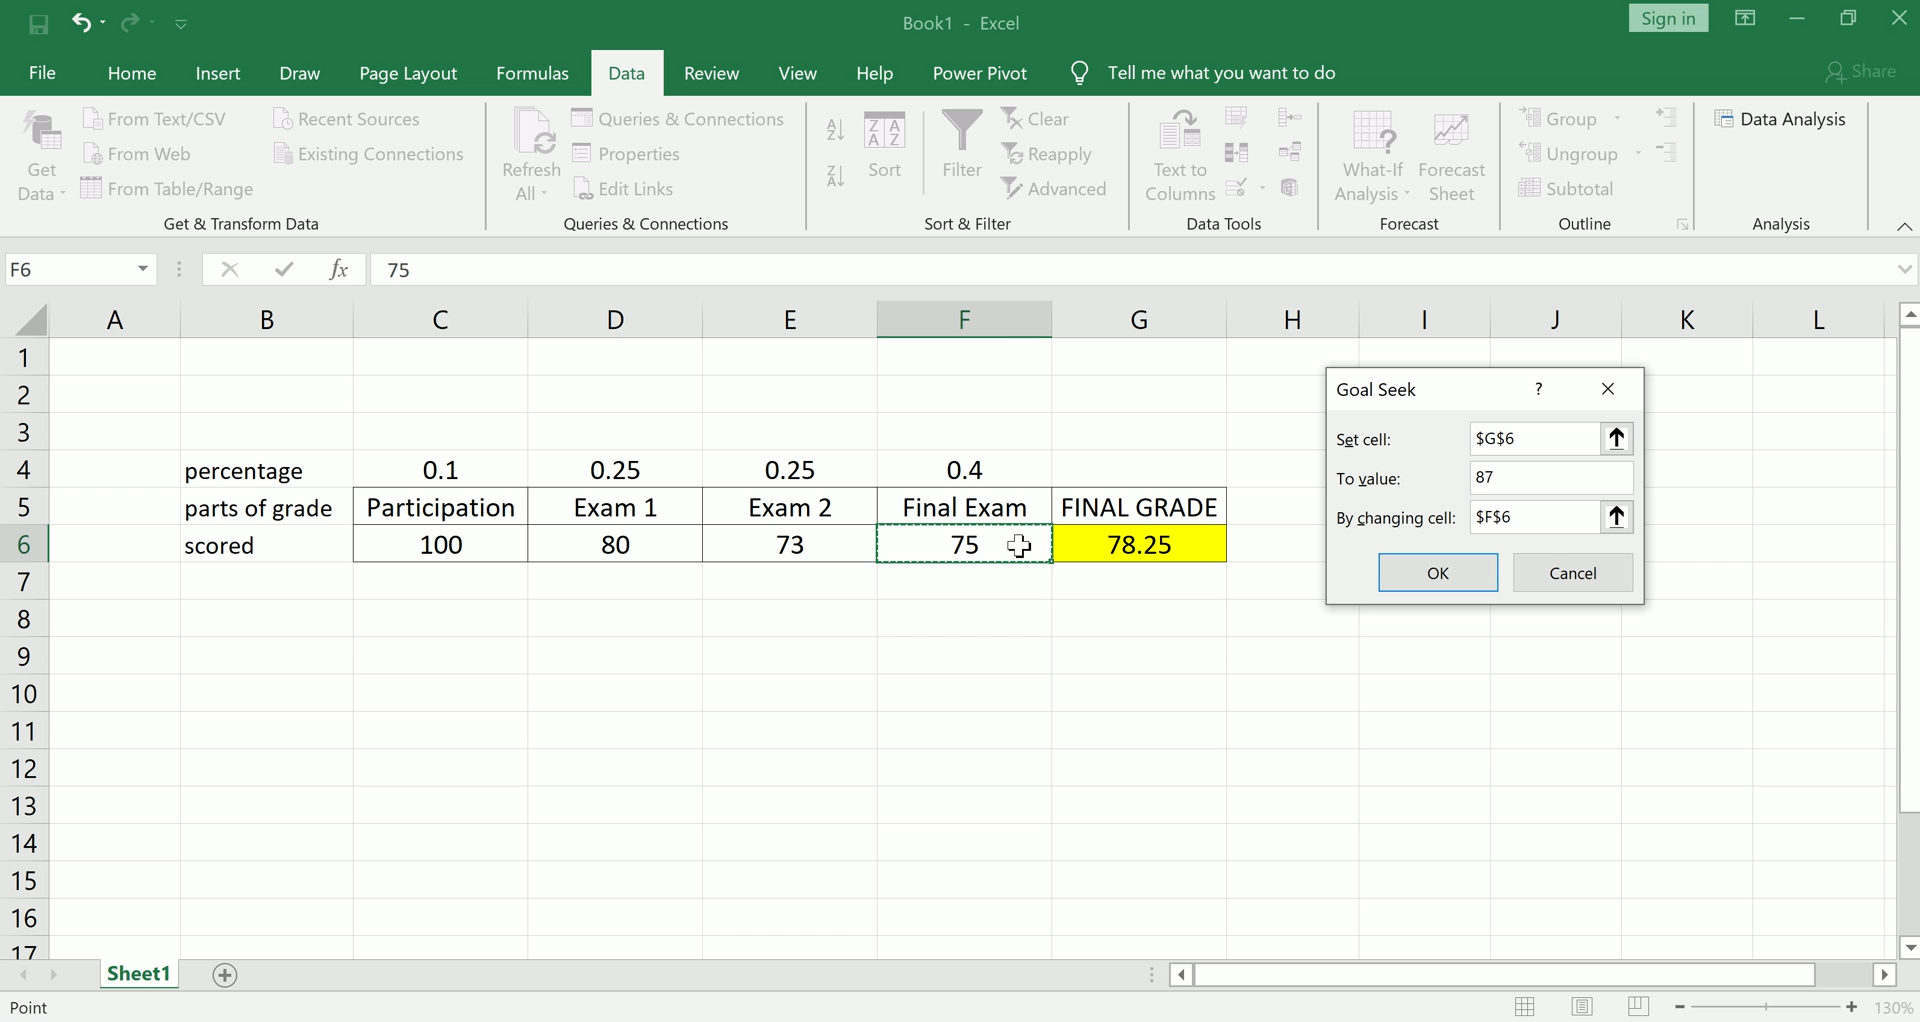 Book1 - Excel
Sign in
File Home Insert Draw Page Layout Formulas Data Review View Help Power Pivot Tell me what you want to do Share
Get Data
From Text/CSV
From Web
From Table/Range
Recent Sources
Existing Connections
Get & Transform Data
Refresh All
Queries & Connections
Properties
Edit Links
Queries & Connections
Sort
Filter
Clear
Reapply
Advanced
Sort & Filter
Text to Columns
Data Tools
What-If Analysis
Forecast Sheet
Forecast
Group
Ungroup
Subtotal
Outline
Data Analysis
Analysis
F6 fx 75
A B C D E F G H I J K L
1
2
3
4 percentage 0.1 0.25 0.25 0.4
5 parts of grade Participation Exam 1 Exam 2 Final Exam FINAL GRADE
6 scored 100 80 73 75 78.25
7
8
9
10
11
12
13
14
15
16
17
Goal Seek ?
Set cell: $G$6
To value: 87
By changing cell: $F$6
OK Cancel
Sheet1
Point 130%